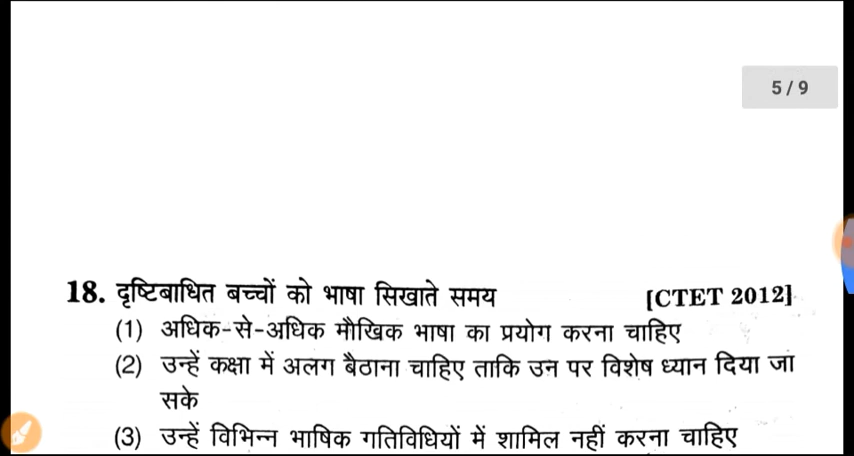 5 / 9
18. दृष्टिबाधित बच्चों को भाषा सिखाते समय [CTET 2012]
(1) अधिक-से-अधिक मौखिक भाषा का प्रयोग करना चाहिए
(2) उन्हें कक्षा में अलग बैठाना चाहिए ताकि उन पर विशेष ध्यान दिया जा
सके
(3) उन्हें विभिन्न भाषिक गतिविधियों में शामिल नहीं करना चाहिए